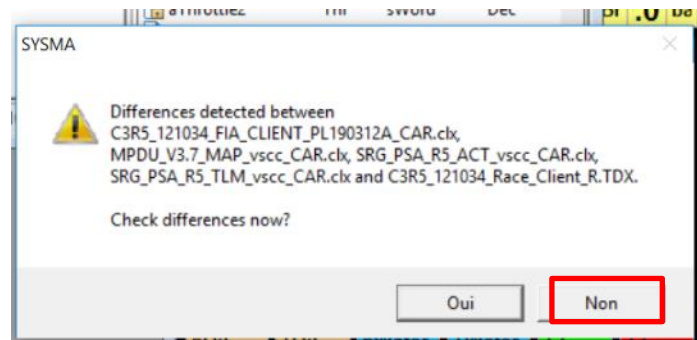 SYSMA
Differences detected between
C3R5_121034_FIA_CLIENT_PL190312A_CAR.clx,
MPDU_V3.7_MAP_vscc_CAR.clx, SRG_PSA_R5_ACT_vscc_CAR.clx,
SRG_PSA_R5_TLM_vscc_CAR.clx and C3R5_121034_Race_Client_R.TDX.
Check differences now?
Oui Non